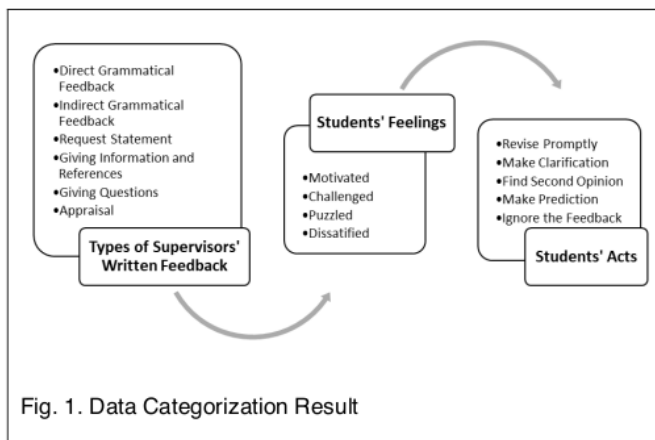 •Direct Grammatical
Feedback
•Indirect Grammatical
Feedback
•Request Statement
•Giving Information and
References
•Giving Questions
•Appraisal
Types of Supervisors'
Written Feedback
Students' Feelings
•Motivated
•Challenged
•Puzzled
•Dissatified
•Revise Promptly
•Make Clarification
•Find Second Opinion
•Make Prediction
•Ignore the Feedback
Students' Acts
Fig. 1. Data Categorization Result